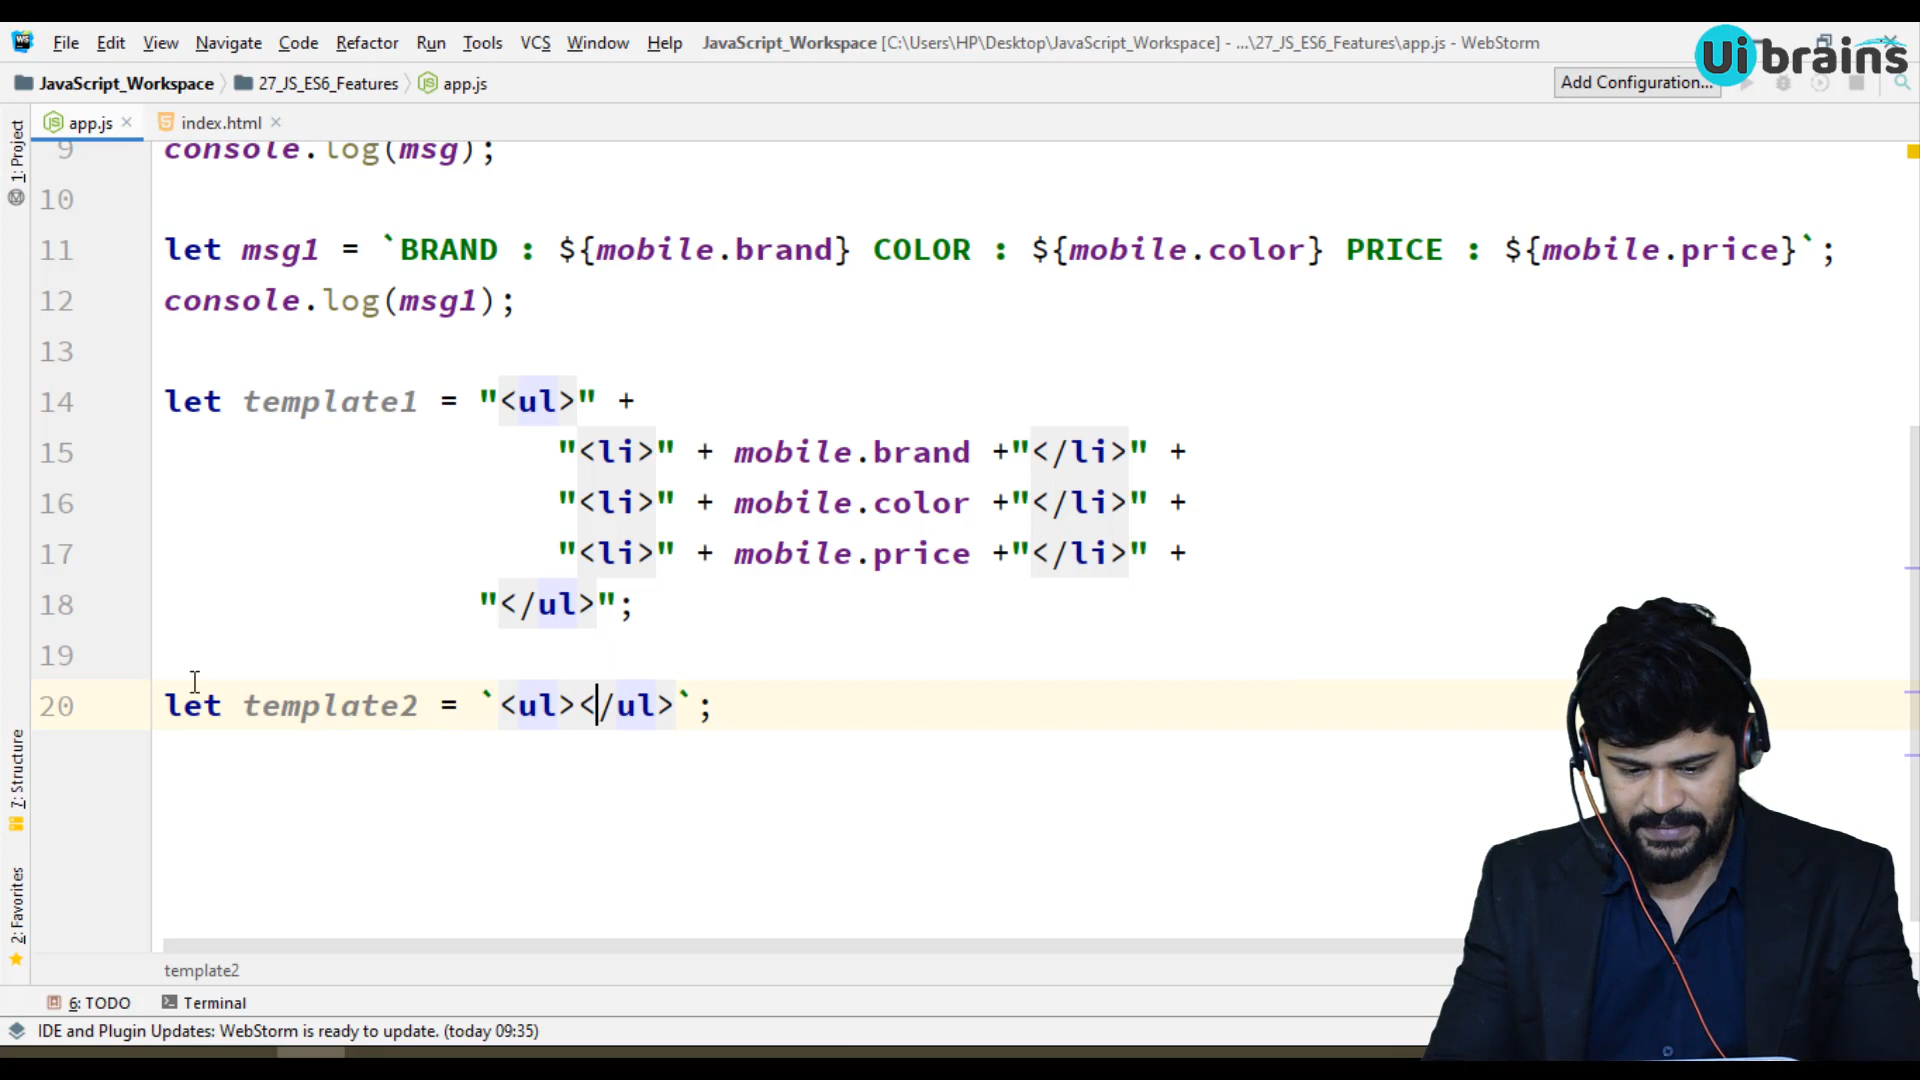 File Edit View Navigate Code Refactor Run Tools VCS Window Help JavaScript_Workspace [C:\Users\HP\Desktop\JavaScript_Workspace] - ...\27_JS_ES6_Features\app.js - WebStorm
Ui brains
JavaScript_Workspace 27_JS_ES6_Features app.js Add Configuration...
app.js index.html
1: Project
9 console.log(msg);
10
11 let msg1 = `BRAND : ${mobile.brand} COLOR : ${mobile.color} PRICE : ${mobile.price}`;
12 console.log(msg1);
13
14 let template1 = "<ul>" +
15 "<li>" + mobile.brand +"</li>" +
16 "<li>" + mobile.color +"</li>" +
17 "<li>" + mobile.price +"</li>" +
18 "</ul>";
19
20 let template2 = `<ul></ul>`;
7: Structure
2: Favorites
template2
6: TODO Terminal
IDE and Plugin Updates: WebStorm is ready to update. (today 09:35)